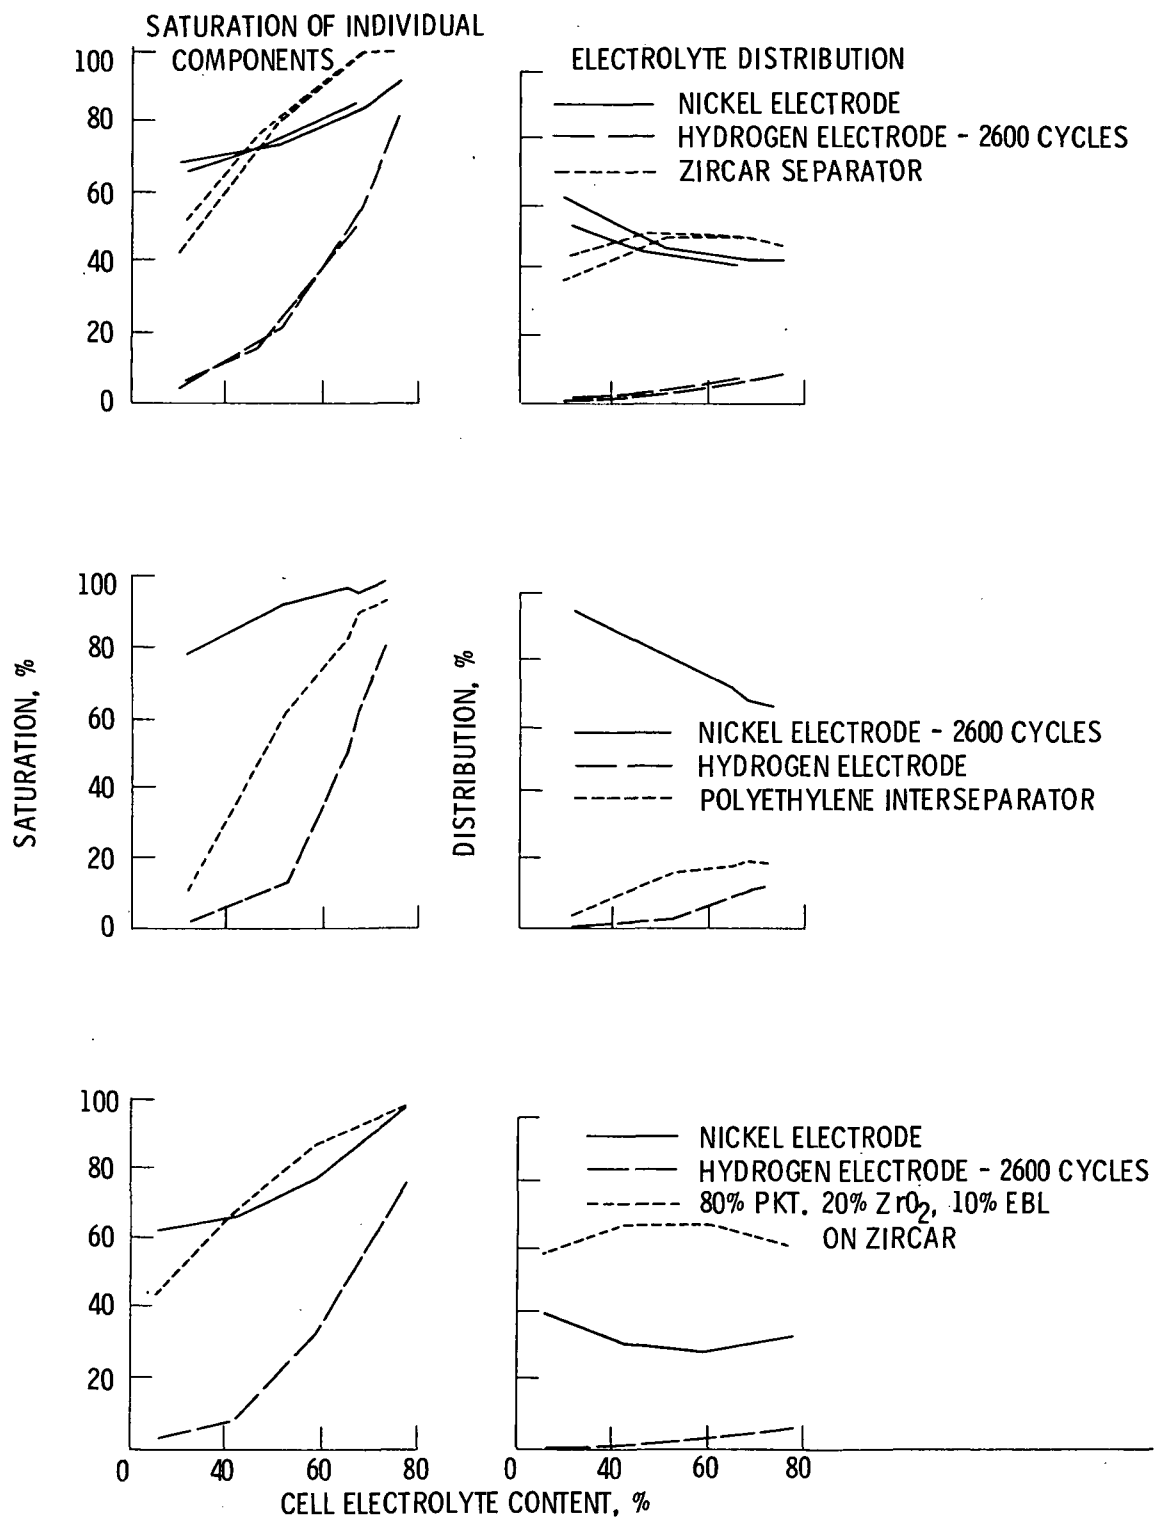 SATURATION OF INDIVIDUAL
COMPONENTS
100
80
60
40
20
0
ELECTROLYTE DISTRIBUTION
NICKEL ELECTRODE
HYDROGEN ELECTRODE - 2600 CYCLES
ZIRCAR SEPARATOR
SATURATION, %
100
80
60
40
20
0
DISTRIBUTION, %
NICKEL ELECTRODE - 2600 CYCLES
HYDROGEN ELECTRODE
POLYETHYLENE INTERSEPARATOR
100
80
60
40
20
0 40 60 80
NICKEL ELECTRODE
HYDROGEN ELECTRODE - 2600 CYCLES
80% PKT. 20% ZrO2, 10% EBL
ON ZIRCAR
0 40 60 80
CELL ELECTROLYTE CONTENT, %